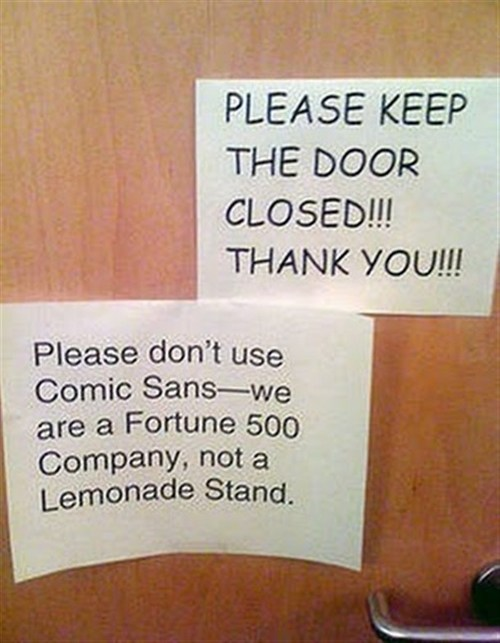 PLEASE KEEP
THE DOOR
CLOSED!!!
THANK YOU!!!
Please don't use
Comic Sans—we
are a Fortune 500
Company, not a
Lemonade Stand.